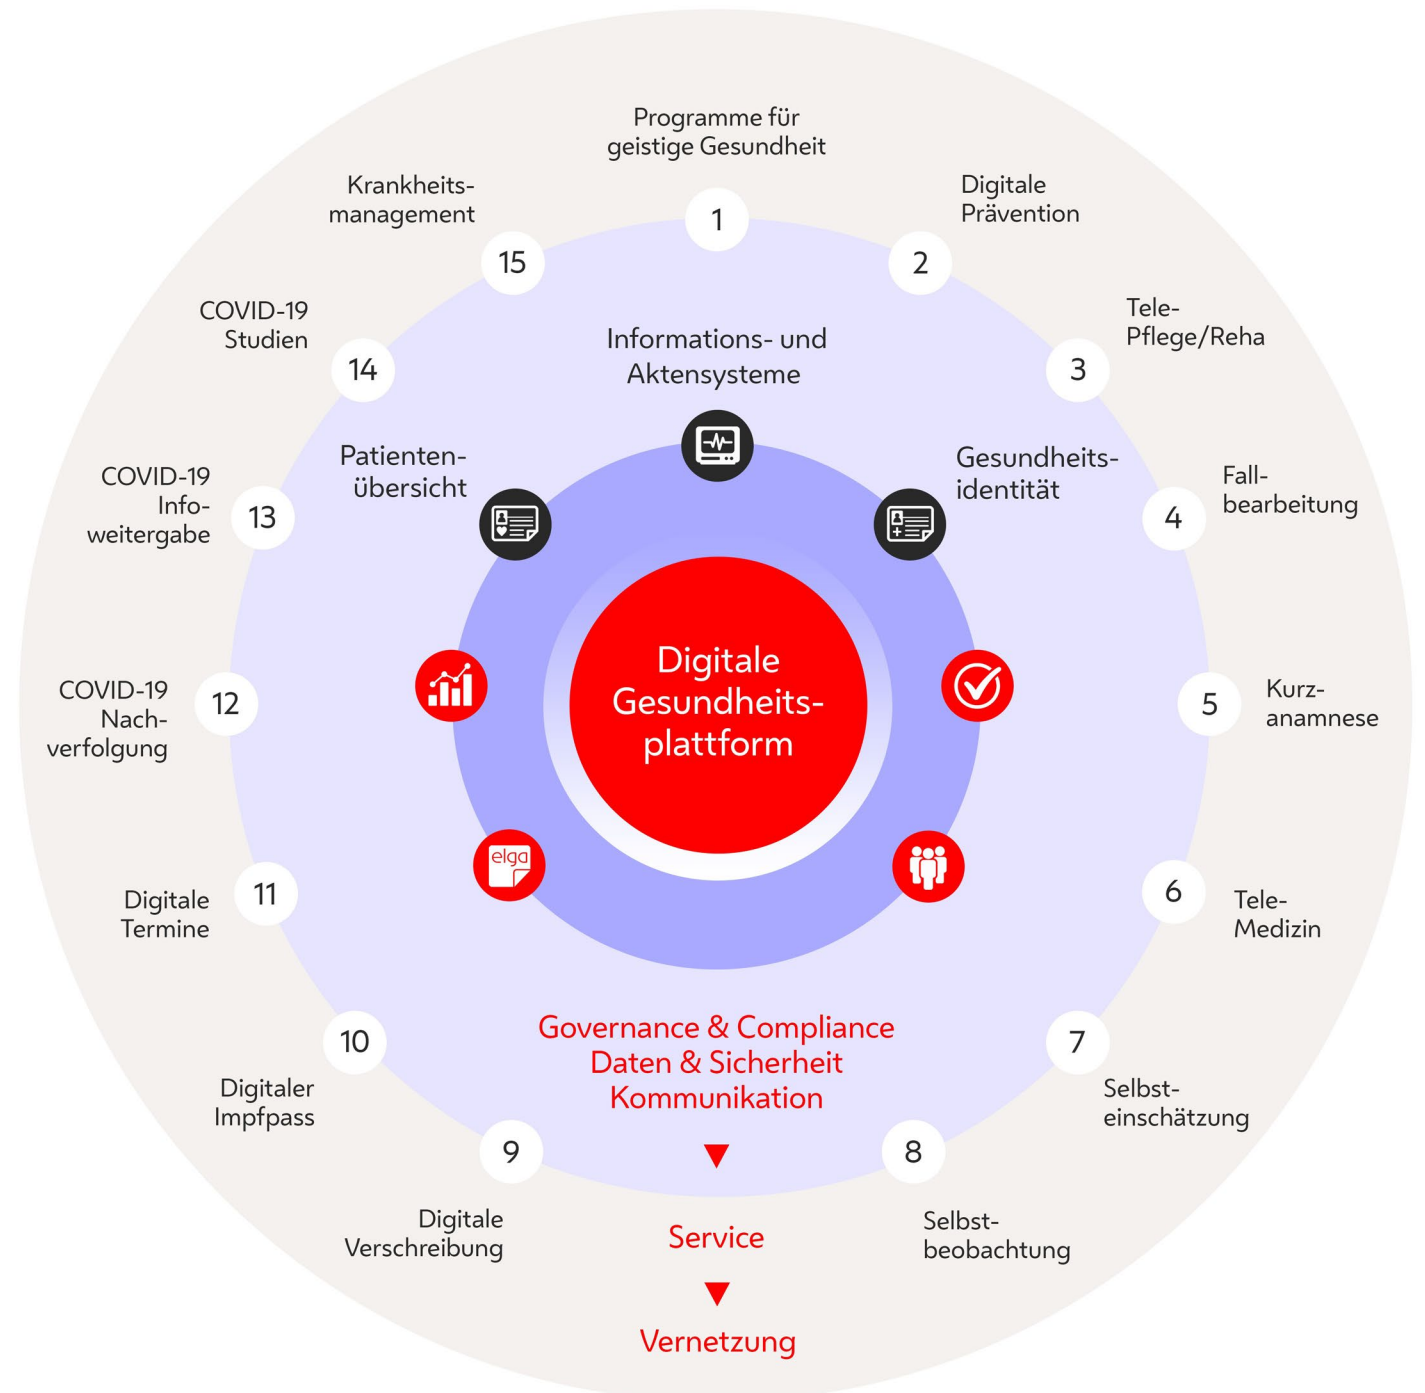 Programme für
geistige Gesundheit
1
Digitale
Prävention
2
Tele-
Pflege/Reha
3
Fall-
bearbeitung
4
Kurz-
anamnese
5
Tele-
Medizin
6
Selbst-
einschätzung
7
Selbst-
beobachtung
8
Digitale
Verschreibung
9
Digitaler
Impfpass
10
Digitale
Termine
11
COVID-19
Nach-
verfolgung
12
COVID-19
Info-
weitergabe
13
COVID-19
Studien
14
Krankheits-
management
15
Informations- und
Aktensysteme
Patienten-
übersicht
Gesundheits-
identität
Digitale
Gesundheits-
plattform
elga
Governance & Compliance
Daten & Sicherheit
Kommunikation
Service
Vernetzung